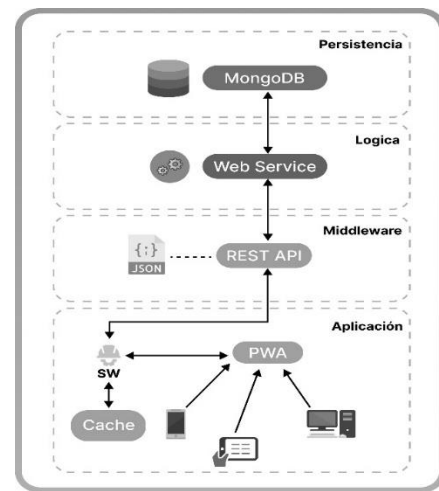 Persistencia
MongoDB
Logica
Web Service
Middleware
{;}
JSON
REST API
Aplicación
SW
PWA
Cache